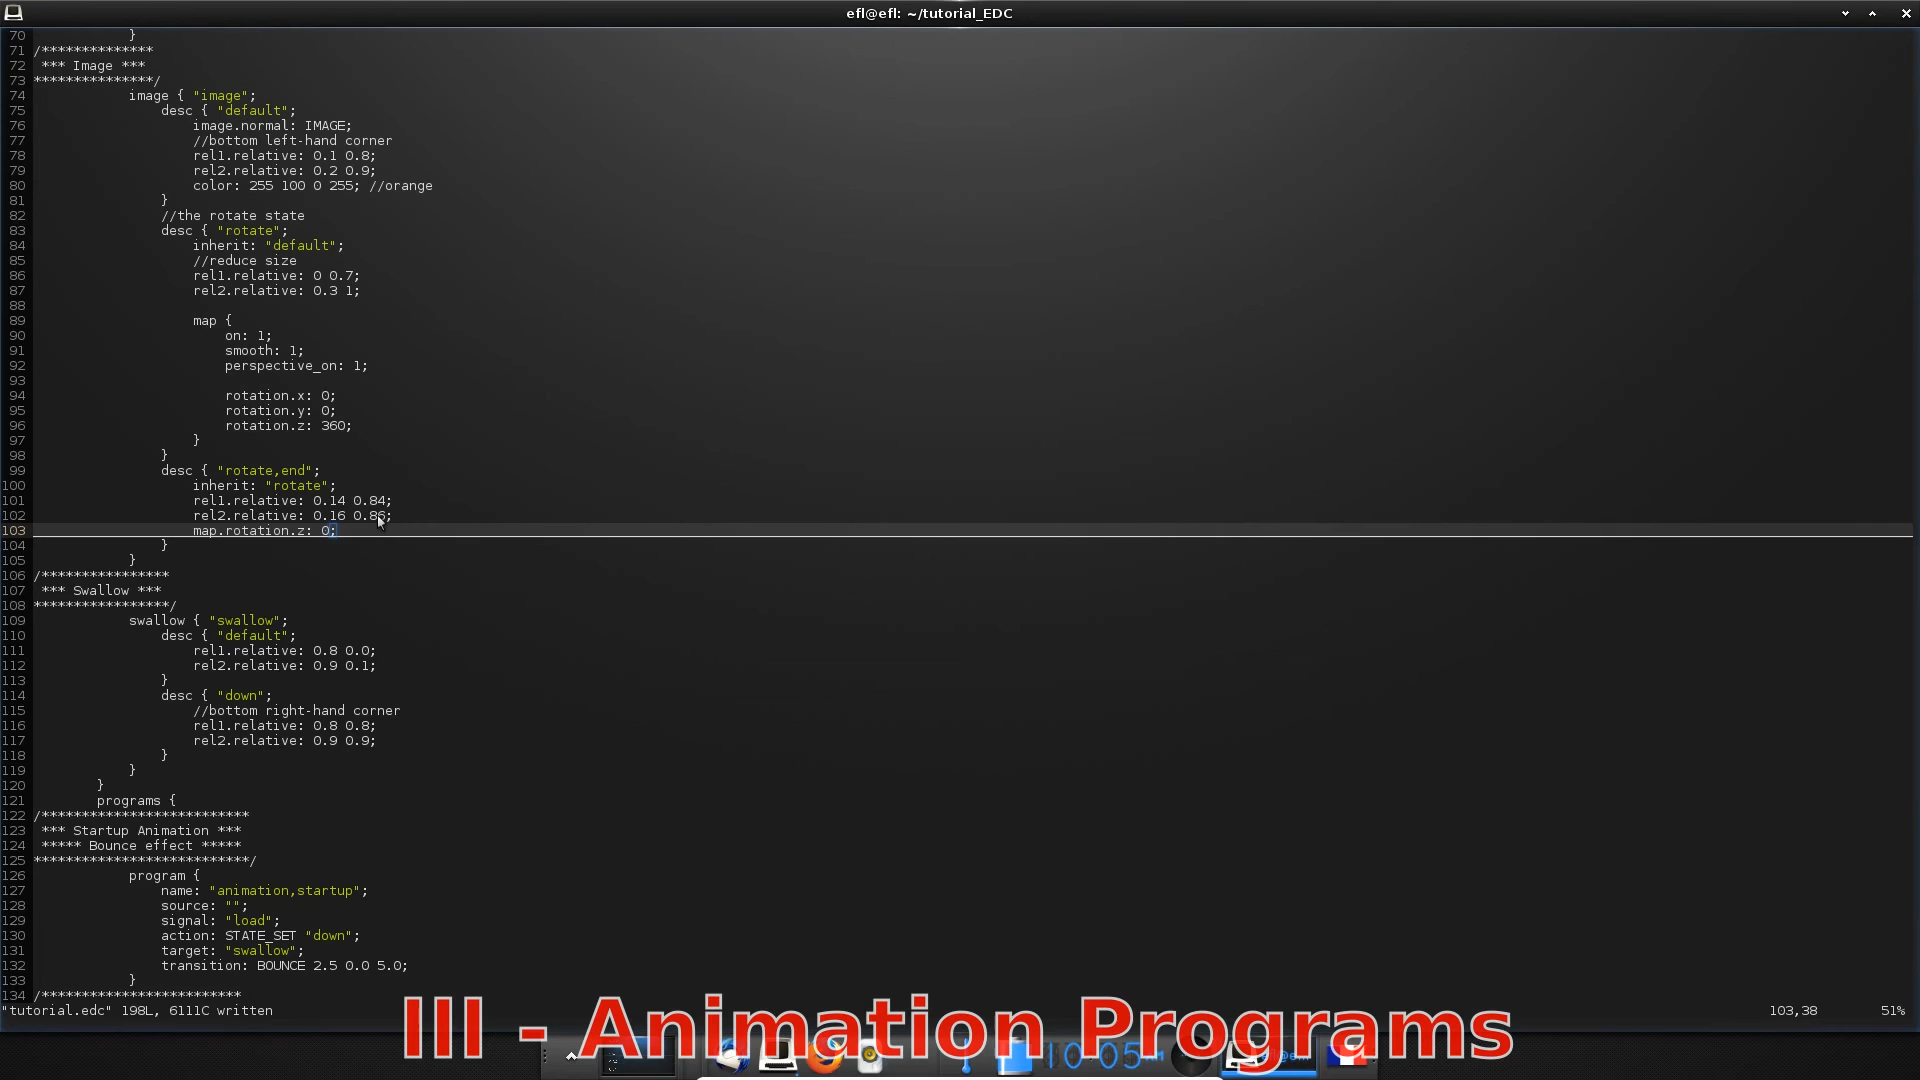 efl@efl: ~/tutorial_EDC
70             }
71 /**************
72  *** Image ***
73 ***************/
74             image { "image";
75                 desc { "default";
76                     image.normal: IMAGE;
77                     //bottom left-hand corner
78                     rel1.relative: 0.1 0.8;
79                     rel2.relative: 0.2 0.9;
80                     color: 255 100 0 255; //orange
81                 }
82                 //the rotate state
83                 desc { "rotate";
84                     inherit: "default";
85                     //reduce size
86                     rel1.relative: 0 0.7;
87                     rel2.relative: 0.3 1;
88
89                     map {
90                         on: 1;
91                         smooth: 1;
92                         perspective_on: 1;
93
94                         rotation.x: 0;
95                         rotation.y: 0;
96                         rotation.z: 360;
97                     }
98                 }
99                 desc { "rotate,end";
100                     inherit: "rotate";
101                     rel1.relative: 0.14 0.84;
102                     rel2.relative: 0.16 0.86;
103                     map.rotation.z: 0;
104                 }
105             }
106 /****************
107  *** Swallow ***
108 *****************/
109             swallow { "swallow";
110                 desc { "default";
111                     rel1.relative: 0.8 0.0;
112                     rel2.relative: 0.9 0.1;
113                 }
114                 desc { "down";
115                     //bottom right-hand corner
116                     rel1.relative: 0.8 0.8;
117                     rel2.relative: 0.9 0.9;
118                 }
119             }
120         }
121         programs {
122 /**************************
123  *** Startup Animation ***
124  ***** Bounce effect *****
125 ***************************/
126             program {
127                 name: "animation,startup";
128                 source: "";
129                 signal: "load";
130                 action: STATE_SET "down";
131                 target: "swallow";
132                 transition: BOUNCE 2.5 0.0 5.0;
133             }
134 /*************************
"tutorial.edc" 198L, 6111C written 103,38 51%
III - Animation Programs
10:05